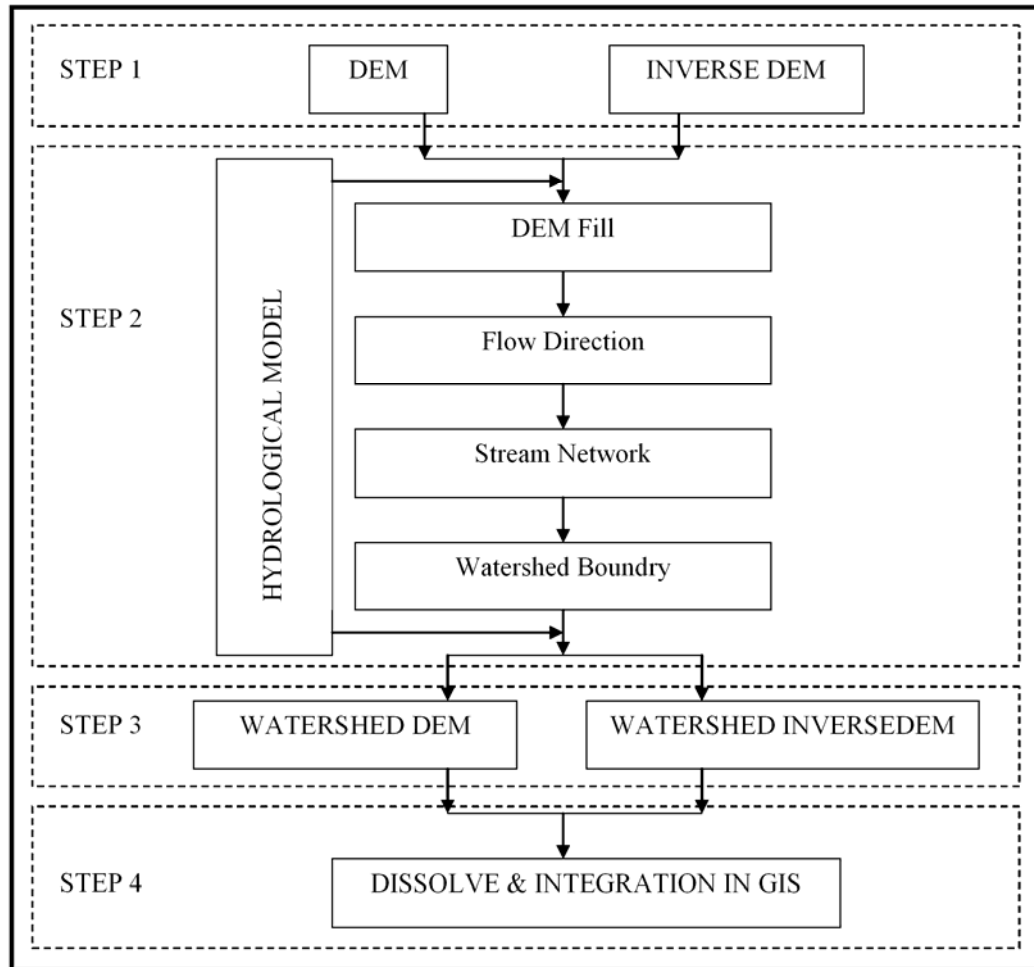 STEP 1
DEM
INVERSE DEM
STEP 2
HYDROLOGICAL MODEL
DEM Fill
Flow Direction
Stream Network
Watershed Boundry
STEP 3
WATERSHED DEM
WATERSHED INVERSEDEM
STEP 4
DISSOLVE & INTEGRATION IN GIS